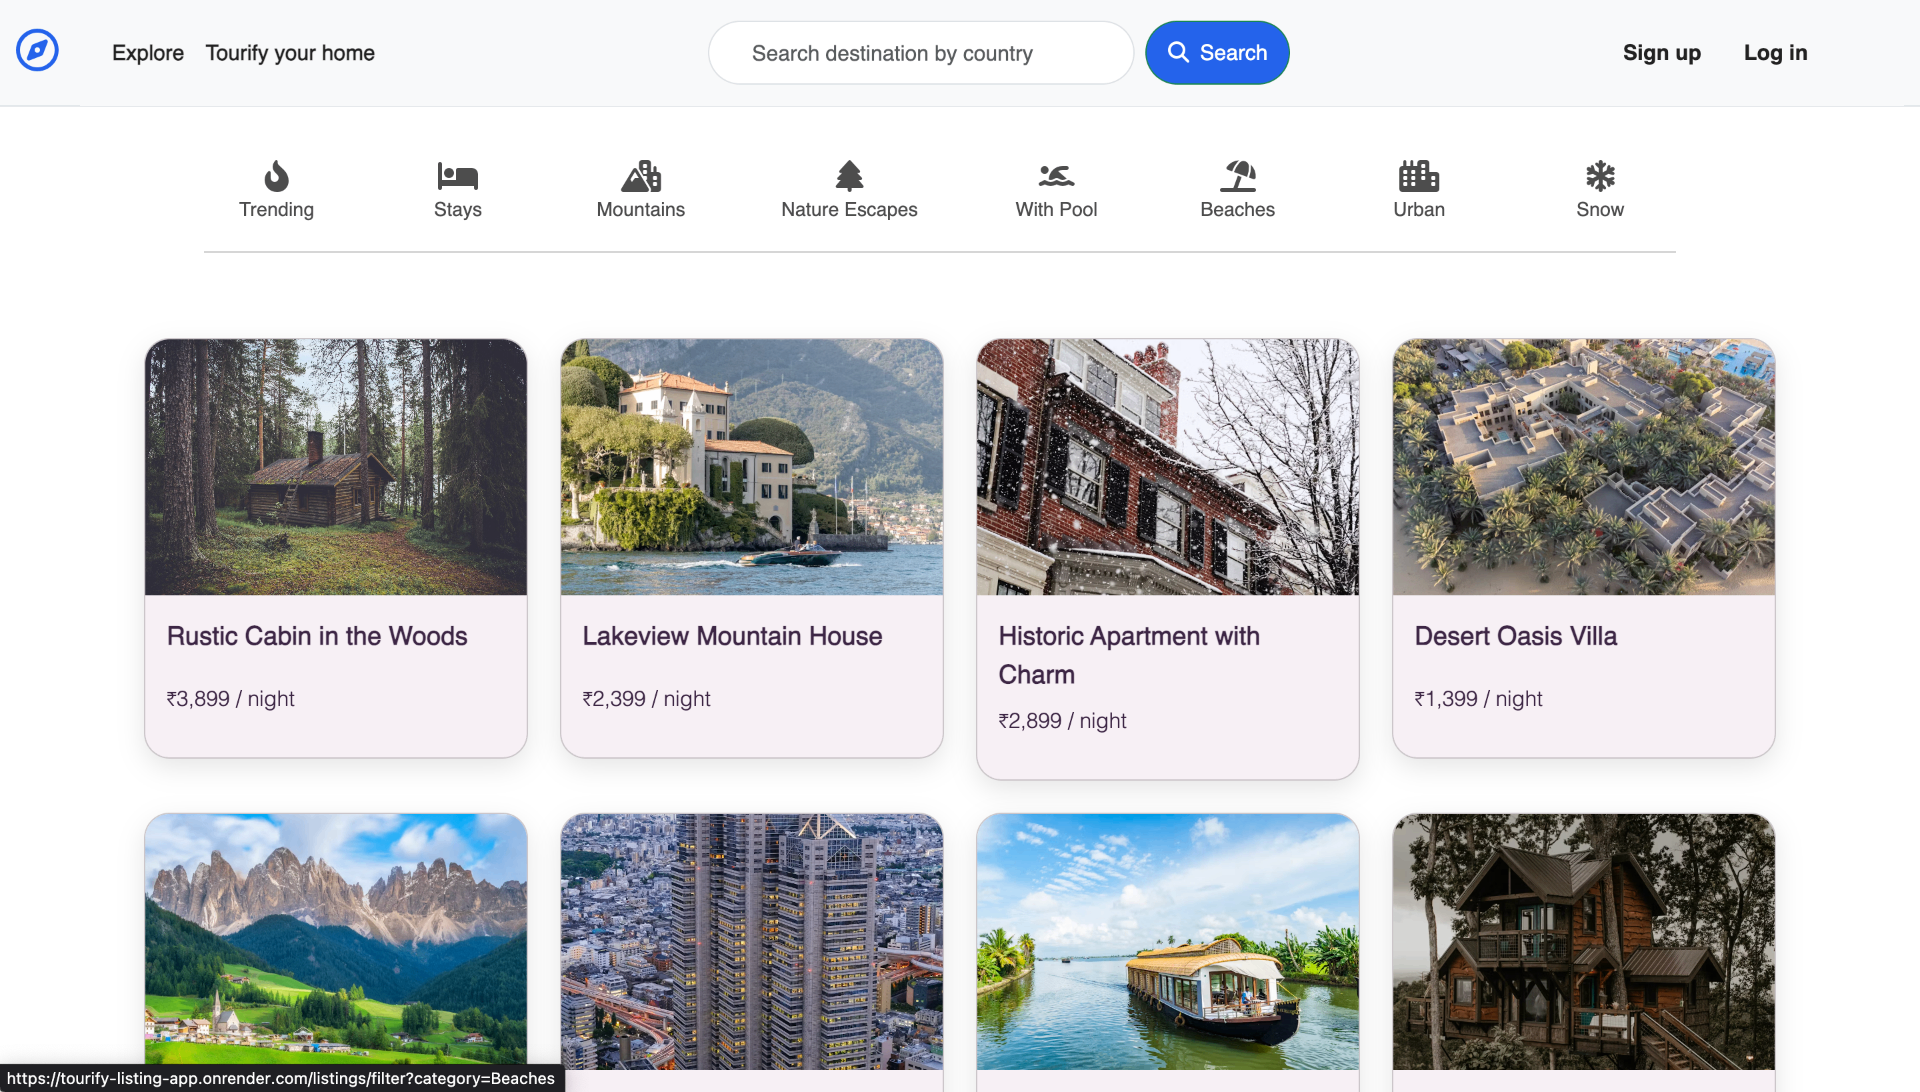 Explore Tourify your home Search destination by country Search Sign up Log in
Trending Stays Mountains Nature Escapes With Pool Beaches Urban Snow
Rustic Cabin in the Woods
₹3,899 / night
Lakeview Mountain House
₹2,399 / night
Historic Apartment with
Charm
₹2,899 / night
Desert Oasis Villa
₹1,399 / night
https://tourify-listing-app.onrender.com/listings/filter?category=Beaches